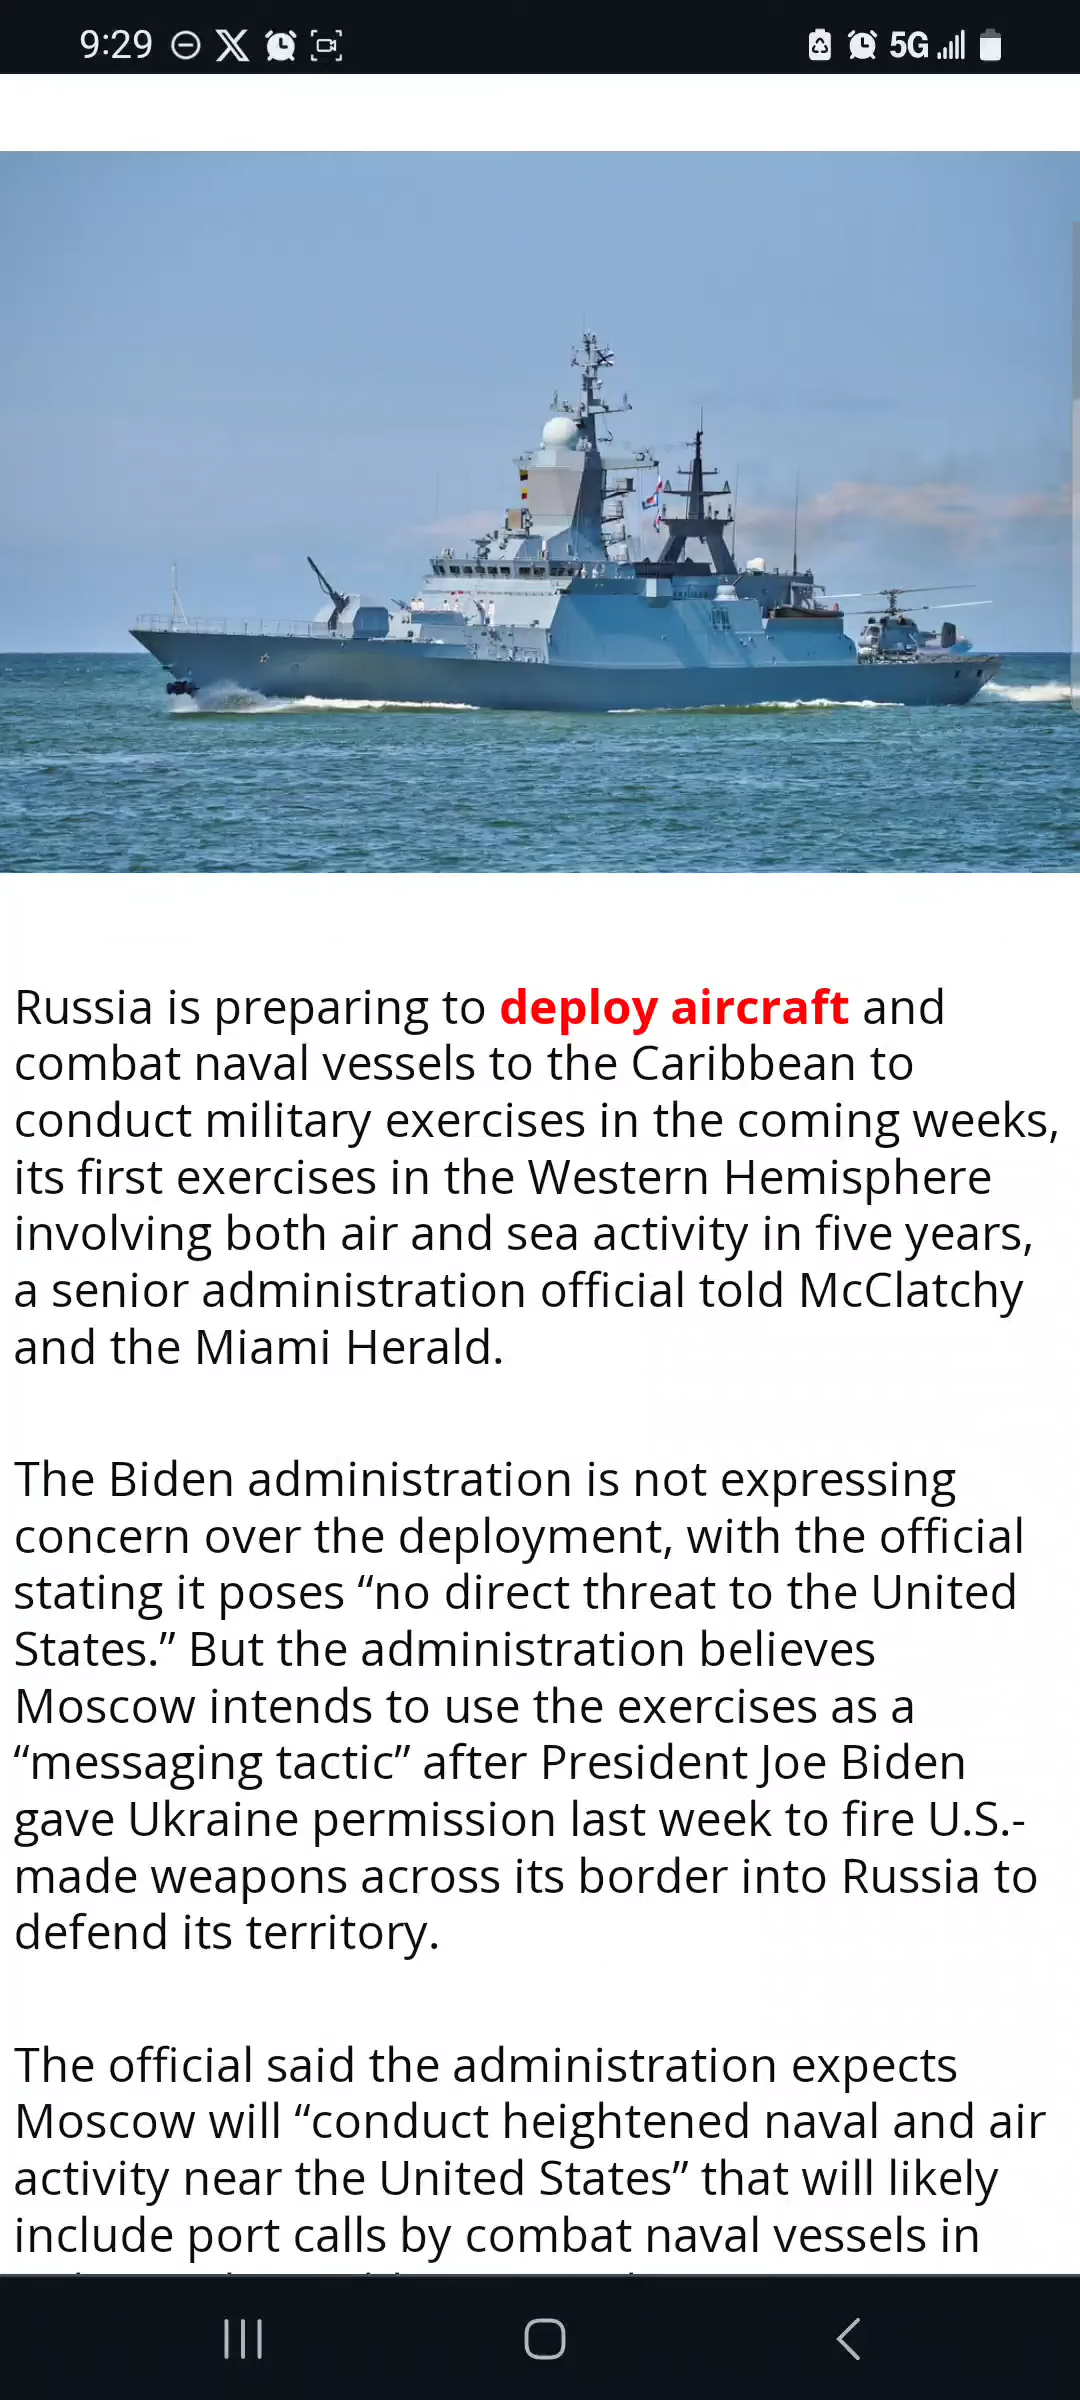 9:29
5G
Russia is preparing to deploy aircraft and
combat naval vessels to the Caribbean to
conduct military exercises in the coming weeks,
its first exercises in the Western Hemisphere
involving both air and sea activity in five years,
a senior administration official told McClatchy
and the Miami Herald.
The Biden administration is not expressing
concern over the deployment, with the official
stating it poses “no direct threat to the United
States.” But the administration believes
Moscow intends to use the exercises as a
“messaging tactic” after President Joe Biden
gave Ukraine permission last week to fire U.S.-
made weapons across its border into Russia to
defend its territory.
The official said the administration expects
Moscow will “conduct heightened naval and air
activity near the United States” that will likely
include port calls by combat naval vessels in